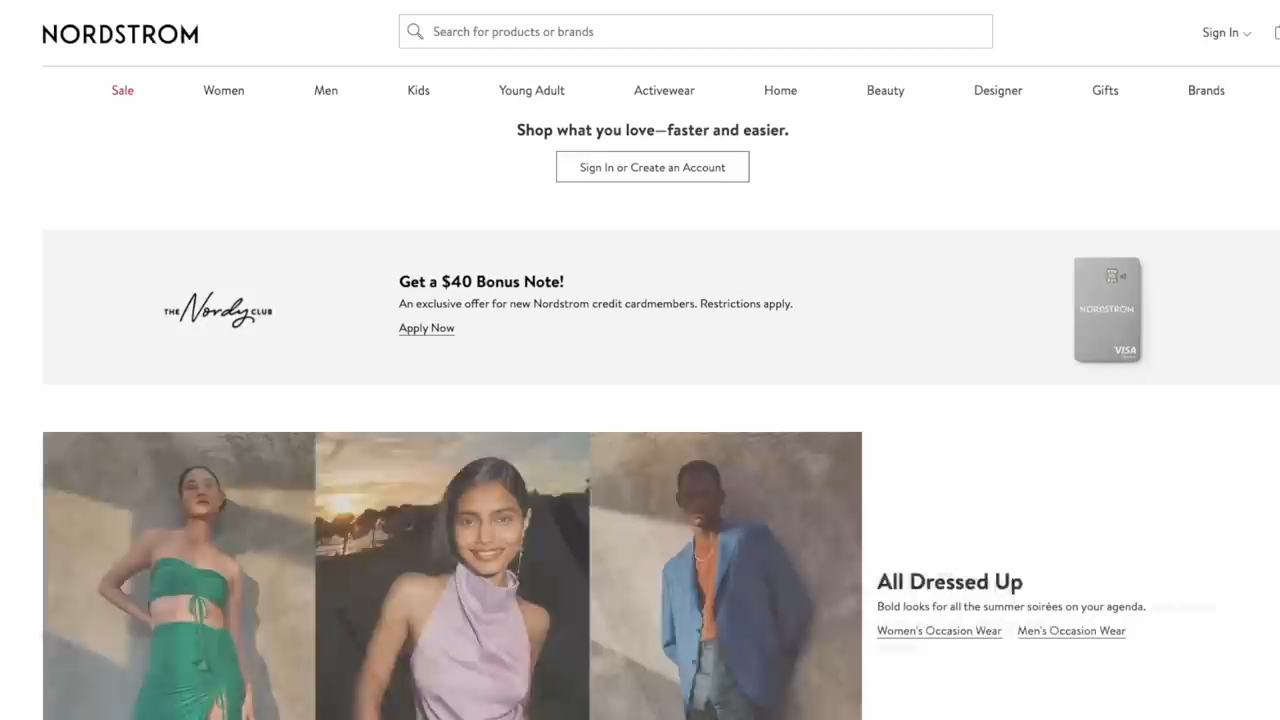 NORDSTROM
Search for products or brands
Sign In
Sale Women Men Kids Young Adult Activewear Home Beauty Designer Gifts Brands
Shop what you love—faster and easier.
Sign In or Create an Account
THE Nordy CLUB
Get a $40 Bonus Note!
An exclusive offer for new Nordstrom credit cardmembers. Restrictions apply.
Apply Now
NORDSTROM
VISA
All Dressed Up
Bold looks for all the summer soirées on your agenda.
Women's Occasion Wear Men's Occasion Wear